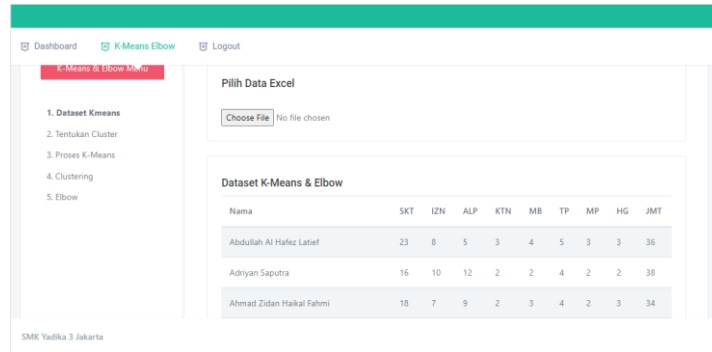 Dashboard K-Means Elbow Logout
K-Means & Elbow Menu
1. Dataset Kmeans
2. Tentukan Cluster
3. Proses K-Means
4. Clustering
5. Elbow
Pilih Data Excel
Choose File No file chosen
Dataset K-Means & Elbow
Nama SKT IZN ALP KTN MB TP MP HG JMT
Abdullah Al Hafez Latief 23 8 5 3 4 5 3 3 36
Adriyan Saputra 16 10 12 2 2 4 2 2 38
Ahmad Zidan Haikal Fahmi 18 7 9 2 3 4 2 3 34
SMK Yadika 3 Jakarta